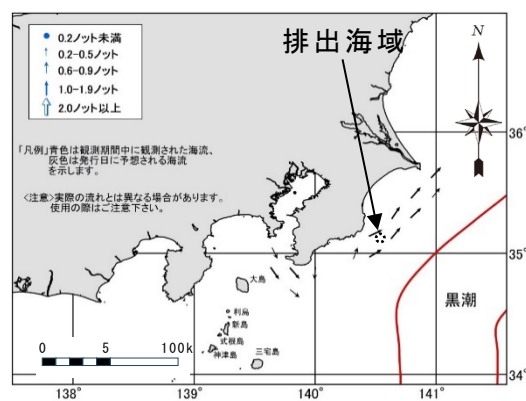 0.2ノット未満
0.2-0.5ノット
0.6-0.9ノット
1.0-1.9ノット
2.0ノット以上
排出海域
N
「凡例」青色は観測期間中に観測された海流、
灰色は発行日に予想される海流
を示します。
<注意>実際の流れとは異なる場合があります。
使用の際はご注意下さい。
36°
35°
34°
大島
利島
新島
式根島
神津島
三宅島
黒潮
0 5 100k
138°
139°
140°
141°